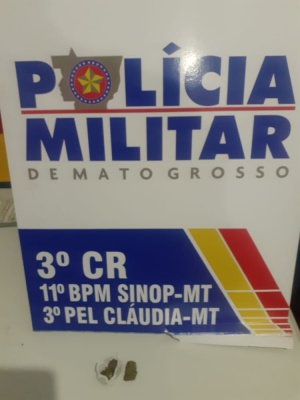 POLÍCIA
MILITAR
DE MATO GROSSO
3º CR
11º BPM SINOP-MT
3º PEL CLÁUDIA-MT